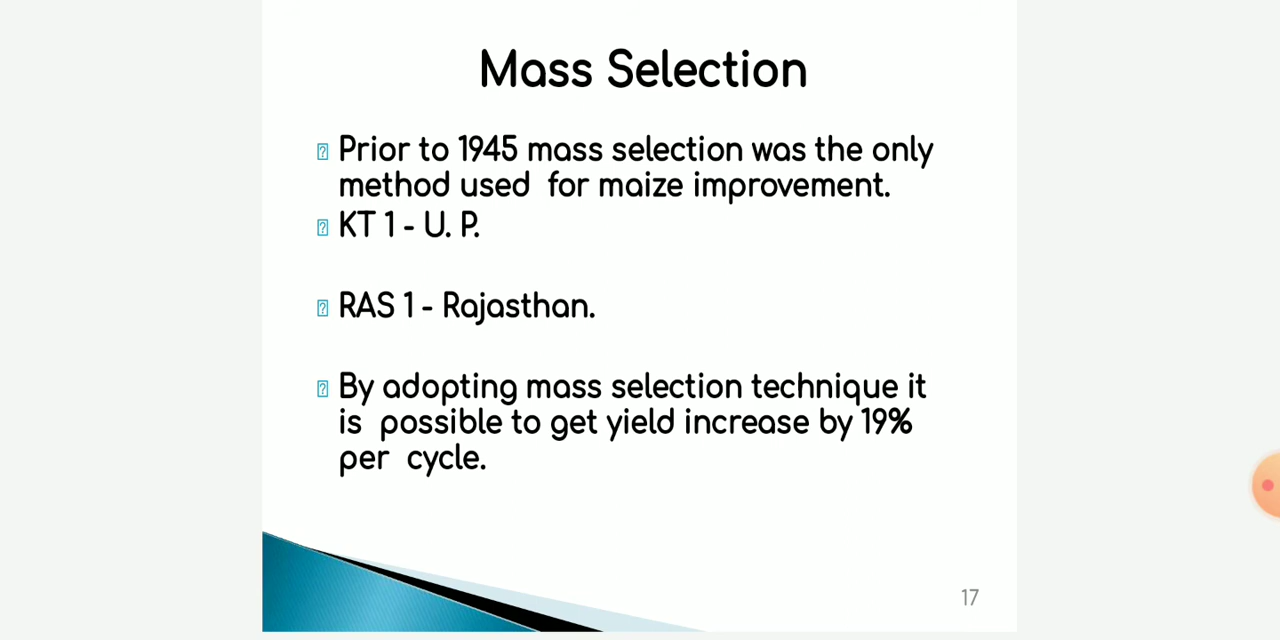 Mass Selection
Prior to 1945 mass selection was the only
method used for maize improvement.
KT 1 - U. P.
RAS 1 - Rajasthan.
By adopting mass selection technique it
is possible to get yield increase by 19%
per cycle.
17